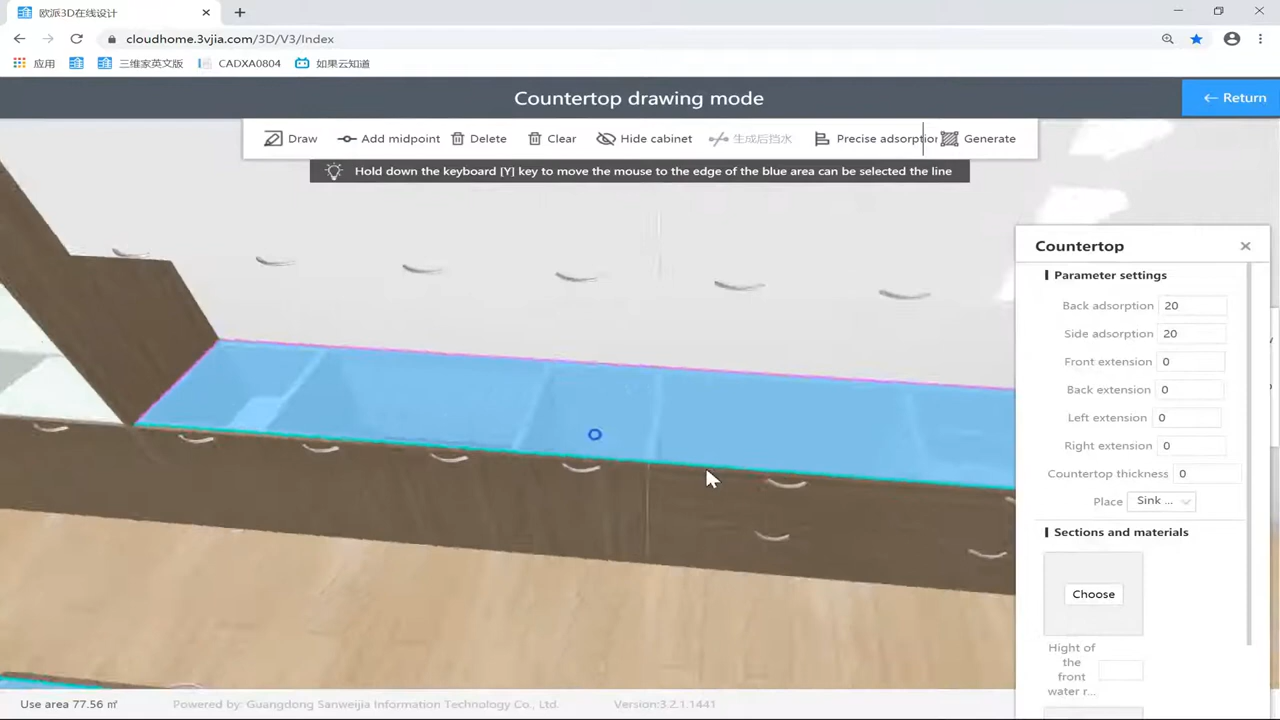 欧派3D在线设计
cloudhome.3vjia.com/3D/V3/Index
应用
三维家英文版
CADXA0804
如果云知道
Countertop drawing mode
← Return
Draw
Add midpoint
Delete
Clear
Hide cabinet
生成后挡水
Precise adsorption
Generate
Hold down the keyboard [Y] key to move the mouse to the edge of the blue area can be selected the line
Countertop
Parameter settings
Back adsorption 20
Side adsorption 20
Front extension 0
Back extension 0
Left extension 0
Right extension 0
Countertop thickness 0
Place Sink ...
Sections and materials
Choose
Hight of
the
front
water r...
Use area 77.56 ㎡
Powered by: Guangdong Sanweijia Information Technology Co., Ltd.
Version:3.2.1.1441